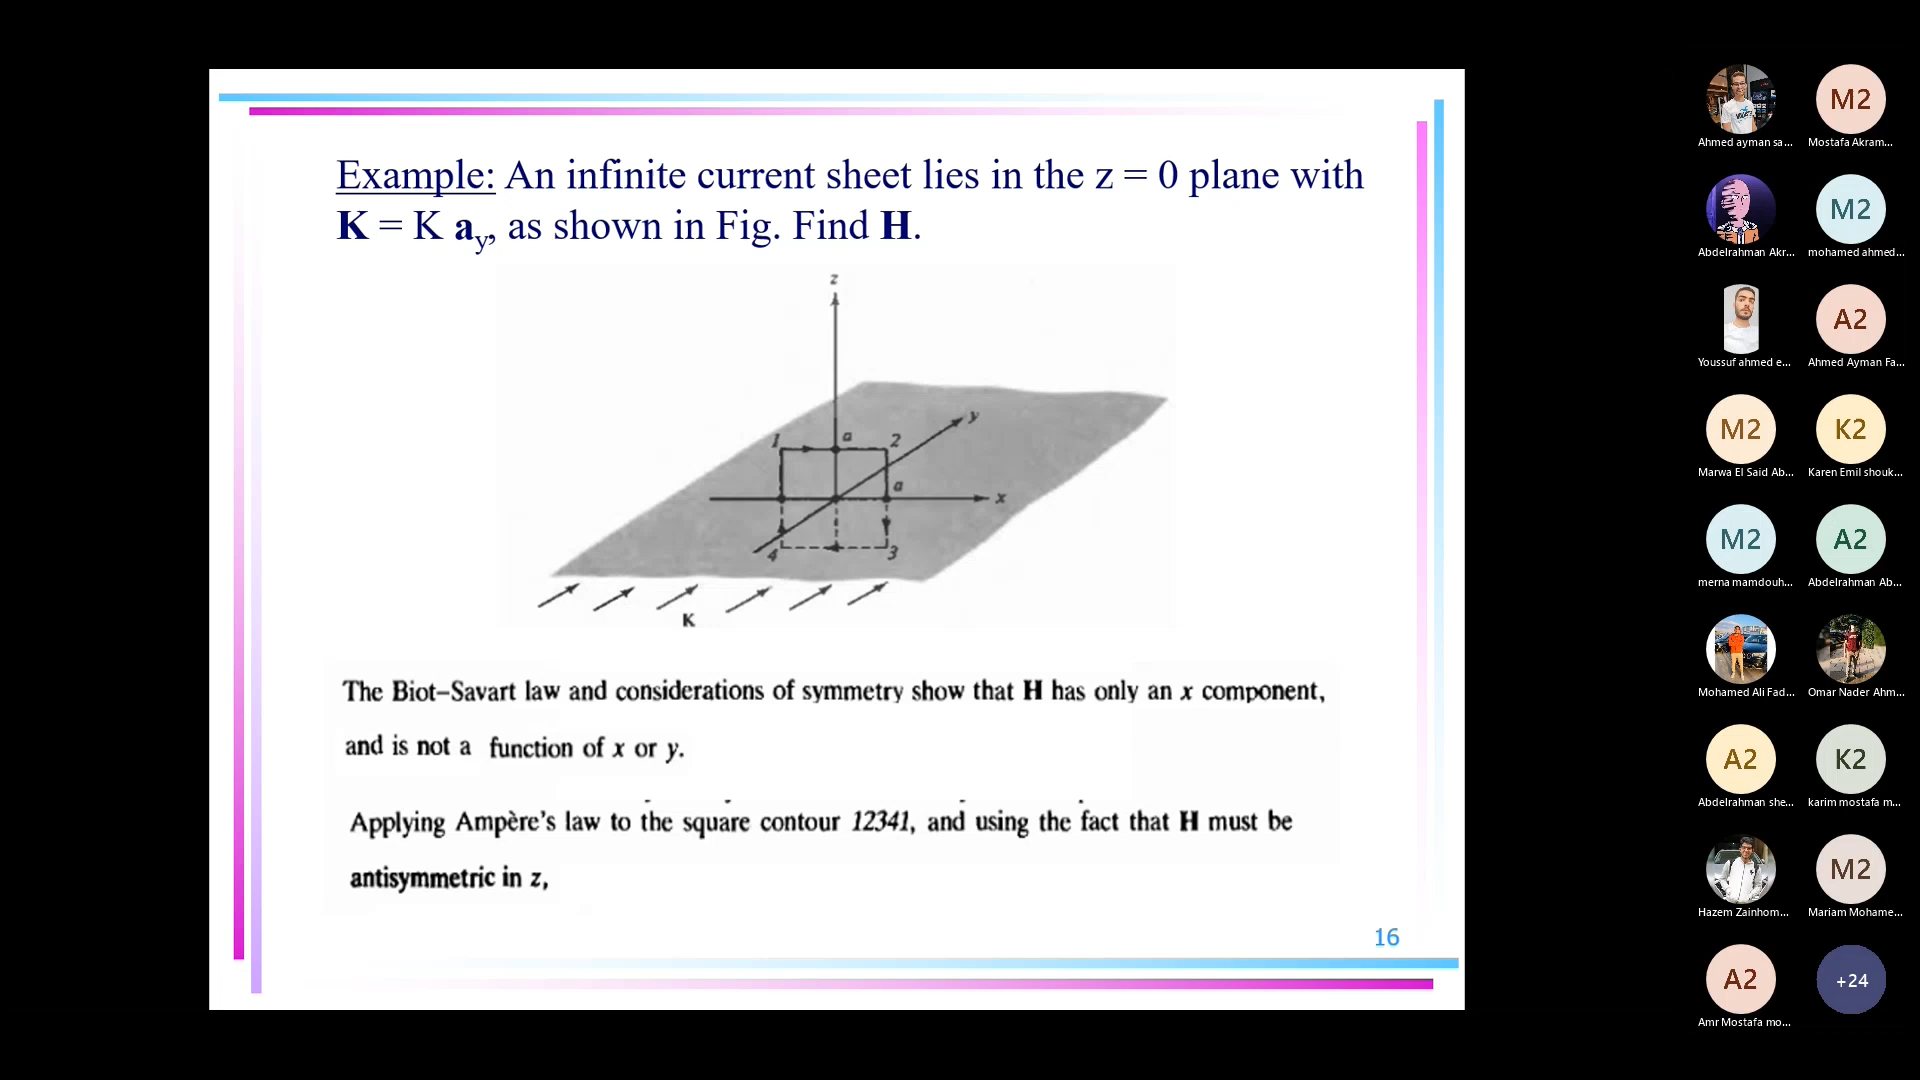 Example: An infinite current sheet lies in the z = 0 plane with
K = K ay, as shown in Fig. Find H.
z
y
1
a
2
a
x
4
3
K
The Biot–Savart law and considerations of symmetry show that H has only an x component,
and is not a function of x or y.
Applying Ampère's law to the square contour 12341, and using the fact that H must be
antisymmetric in z,
16
M2
Ahmed ayman sa...
Mostafa Akram...
M2
Abdelrahman Akr...
mohamed ahmed...
A2
Youssuf ahmed e...
Ahmed Ayman Fa...
M2
K2
Marwa El Said Ab...
Karen Emil shouk...
M2
A2
merna mamdouh...
Abdelrahman Ab...
Mohamed Ali Fad...
Omar Nader Ahm...
A2
K2
Abdelrahman she...
karim mostafa m...
M2
Hazem Zainhom...
Mariam Mohame...
A2
+24
Amr Mostafa mo...